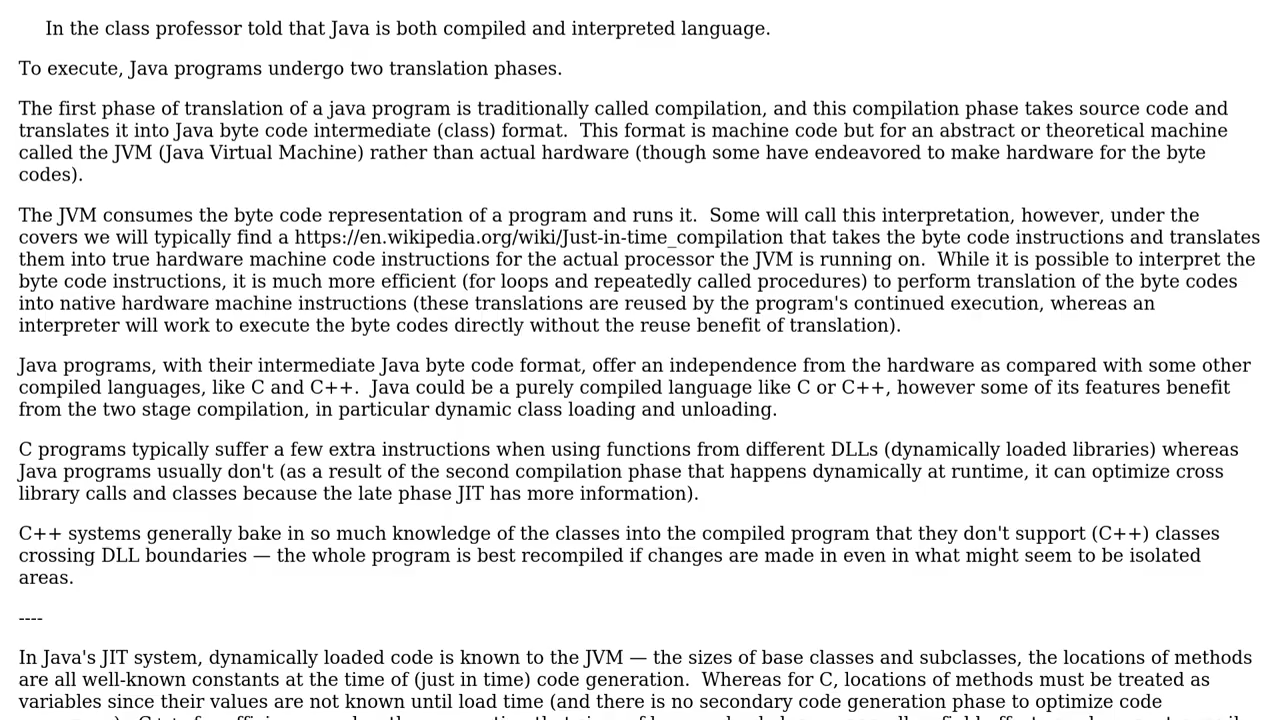 In the class professor told that Java is both compiled and interpreted language.
To execute, Java programs undergo two translation phases.
The first phase of translation of a java program is traditionally called compilation, and this compilation phase takes source code and
translates it into Java byte code intermediate (class) format.  This format is machine code but for an abstract or theoretical machine
called the JVM (Java Virtual Machine) rather than actual hardware (though some have endeavored to make hardware for the byte
codes).
The JVM consumes the byte code representation of a program and runs it.  Some will call this interpretation, however, under the
covers we will typically find a https://en.wikipedia.org/wiki/Just-in-time_compilation that takes the byte code instructions and translates
them into true hardware machine code instructions for the actual processor the JVM is running on.  While it is possible to interpret the
byte code instructions, it is much more efficient (for loops and repeatedly called procedures) to perform translation of the byte codes
into native hardware machine instructions (these translations are reused by the program's continued execution, whereas an
interpreter will work to execute the byte codes directly without the reuse benefit of translation).
Java programs, with their intermediate Java byte code format, offer an independence from the hardware as compared with some other
compiled languages, like C and C++.  Java could be a purely compiled language like C or C++, however some of its features benefit
from the two stage compilation, in particular dynamic class loading and unloading.
C programs typically suffer a few extra instructions when using functions from different DLLs (dynamically loaded libraries) whereas
Java programs usually don't (as a result of the second compilation phase that happens dynamically at runtime, it can optimize cross
library calls and classes because the late phase JIT has more information).
C++ systems generally bake in so much knowledge of the classes into the compiled program that they don't support (C++) classes
crossing DLL boundaries — the whole program is best recompiled if changes are made in even in what might seem to be isolated
areas.
----
In Java's JIT system, dynamically loaded code is known to the JVM — the sizes of base classes and subclasses, the locations of methods
are all well-known constants at the time of (just in time) code generation.  Whereas for C, locations of methods must be treated as
variables since their values are not known until load time (and there is no secondary code generation phase to optimize code